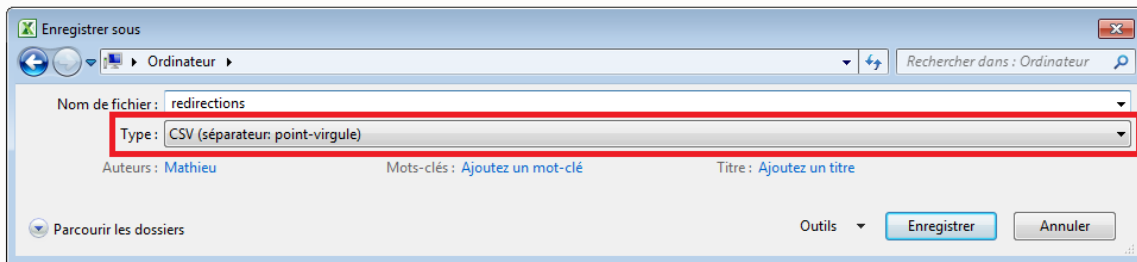 Enregistrer sous
Ordinateur
Rechercher dans : Ordinateur
Nom de fichier : redirections
Type : CSV (séparateur: point-virgule)
Auteurs : Mathieu Mots-clés : Ajoutez un mot-clé Titre : Ajoutez un titre
Parcourir les dossiers Outils Enregistrer Annuler